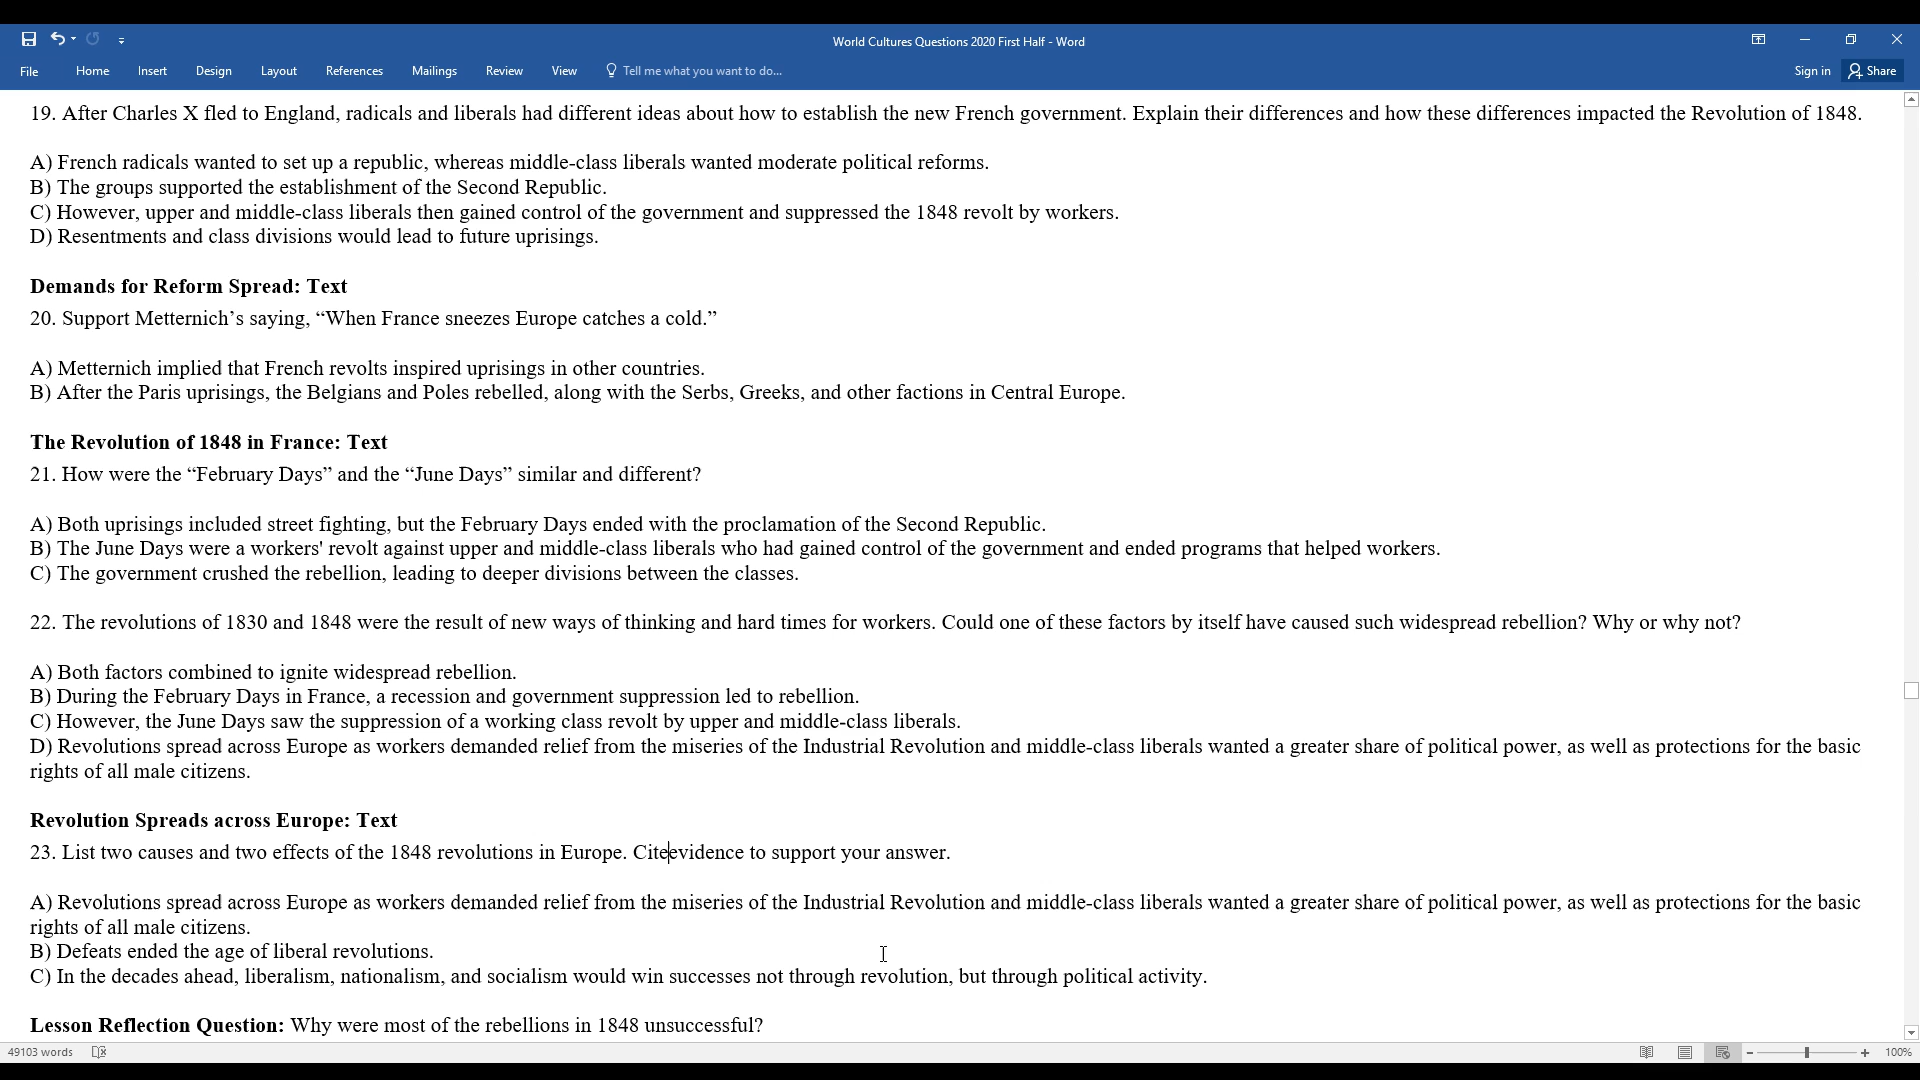 World Cultures Questions 2020 First Half - Word
File Home Insert Design Layout References Mailings Review View Tell me what you want to do... Sign in Share
19. After Charles X fled to England, radicals and liberals had different ideas about how to establish the new French government. Explain their differences and how these differences impacted the Revolution of 1848.
A) French radicals wanted to set up a republic, whereas middle-class liberals wanted moderate political reforms.
B) The groups supported the establishment of the Second Republic.
C) However, upper and middle-class liberals then gained control of the government and suppressed the 1848 revolt by workers.
D) Resentments and class divisions would lead to future uprisings.
Demands for Reform Spread: Text
20. Support Metternich’s saying, “When France sneezes Europe catches a cold.”
A) Metternich implied that French revolts inspired uprisings in other countries.
B) After the Paris uprisings, the Belgians and Poles rebelled, along with the Serbs, Greeks, and other factions in Central Europe.
The Revolution of 1848 in France: Text
21. How were the “February Days” and the “June Days” similar and different?
A) Both uprisings included street fighting, but the February Days ended with the proclamation of the Second Republic.
B) The June Days were a workers' revolt against upper and middle-class liberals who had gained control of the government and ended programs that helped workers.
C) The government crushed the rebellion, leading to deeper divisions between the classes.
22. The revolutions of 1830 and 1848 were the result of new ways of thinking and hard times for workers. Could one of these factors by itself have caused such widespread rebellion? Why or why not?
A) Both factors combined to ignite widespread rebellion.
B) During the February Days in France, a recession and government suppression led to rebellion.
C) However, the June Days saw the suppression of a working class revolt by upper and middle-class liberals.
D) Revolutions spread across Europe as workers demanded relief from the miseries of the Industrial Revolution and middle-class liberals wanted a greater share of political power, as well as protections for the basic
rights of all male citizens.
Revolution Spreads across Europe: Text
23. List two causes and two effects of the 1848 revolutions in Europe. Citeevidence to support your answer.
A) Revolutions spread across Europe as workers demanded relief from the miseries of the Industrial Revolution and middle-class liberals wanted a greater share of political power, as well as protections for the basic
rights of all male citizens.
B) Defeats ended the age of liberal revolutions.
C) In the decades ahead, liberalism, nationalism, and socialism would win successes not through revolution, but through political activity.
Lesson Reflection Question: Why were most of the rebellions in 1848 unsuccessful?
49103 words 100%